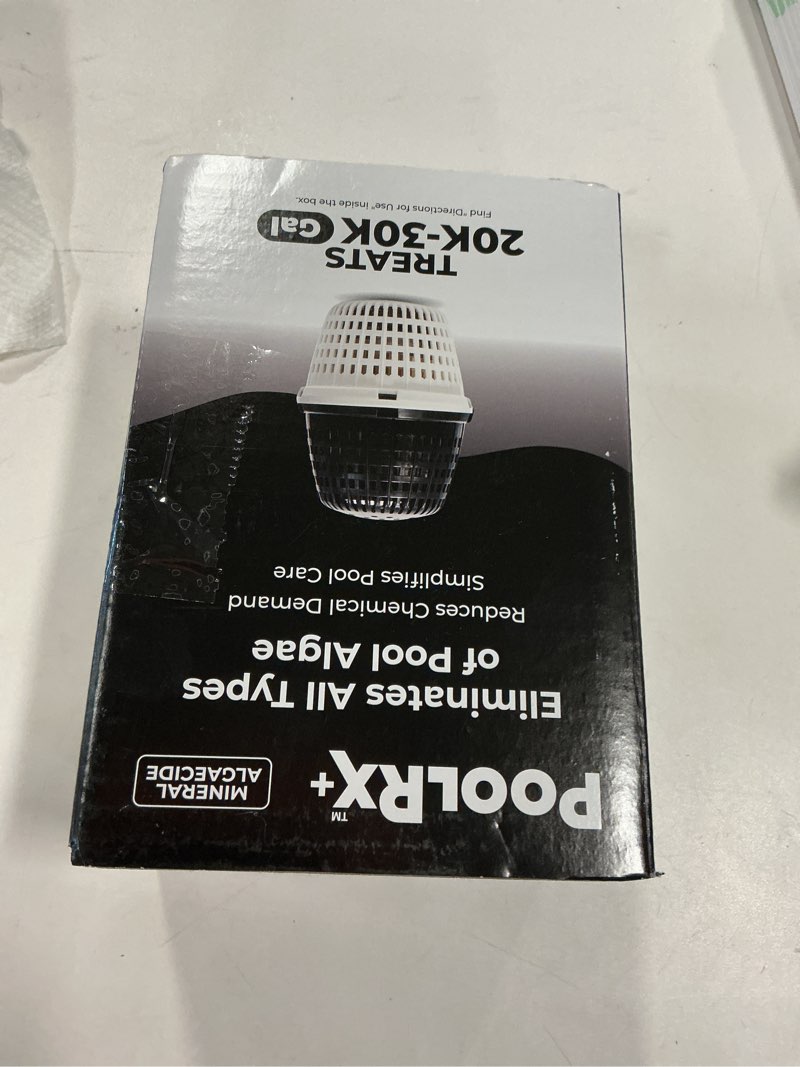 POOLRX+™
MINERAL
ALGAECIDE
Eliminates All Types
of Pool Algae
Reduces Chemical Demand
Simplifies Pool Care
TREATS
20K-30K Gal
Find "Directions for Use" inside the box.